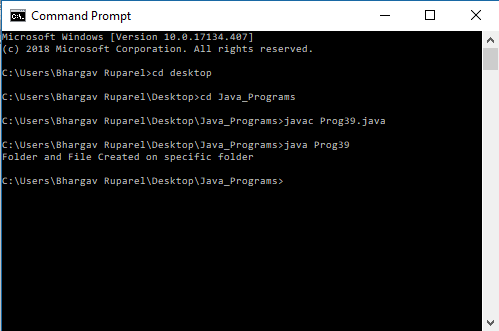 Command Prompt
Microsoft Windows [Version 10.0.17134.407]
(c) 2018 Microsoft Corporation. All rights reserved.
C:\Users\Bhargav Ruparel>cd desktop
C:\Users\Bhargav Ruparel\Desktop>cd Java_Programs
C:\Users\Bhargav Ruparel\Desktop\Java_Programs>javac Prog39.java
C:\Users\Bhargav Ruparel\Desktop\Java_Programs>java Prog39
Folder and File Created on specific folder
C:\Users\Bhargav Ruparel\Desktop\Java_Programs>